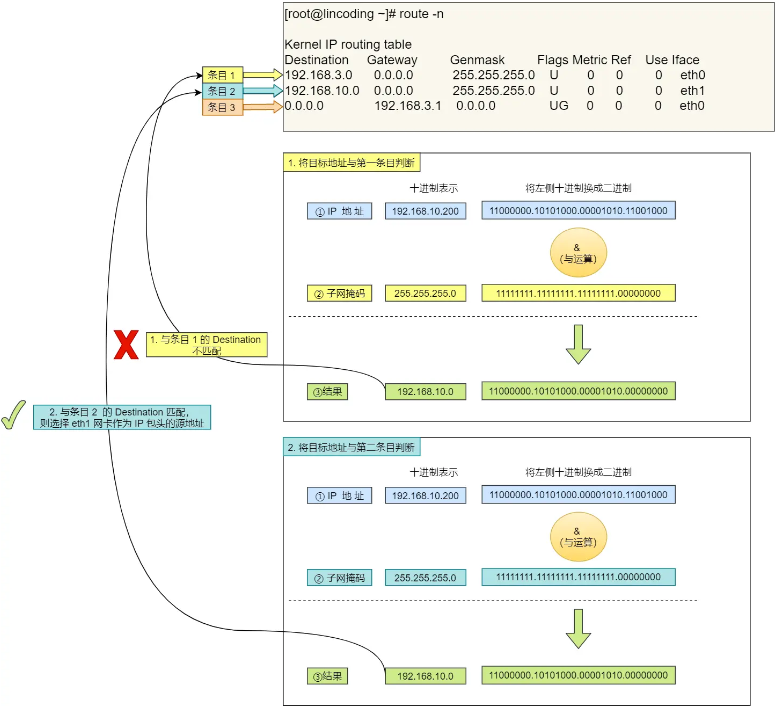 [root@lincoding ~]# route -n
Kernel IP routing table
Destination Gateway Genmask Flags Metric Ref Use Iface
条目 1 192.168.3.0 0.0.0.0 255.255.255.0 U 0 0 0 eth0
条目 2 192.168.10.0 0.0.0.0 255.255.255.0 U 0 0 0 eth1
条目 3 0.0.0.0 192.168.3.1 0.0.0.0 UG 0 0 0 eth0
1. 将目标地址与第一条目判断
十进制表示 将左侧十进制换成二进制
① IP 地址 192.168.10.200 11000000.10101000.00001010.11001000
&
(与运算)
② 子网掩码 255.255.255.0 11111111.11111111.11111111.00000000
1. 与条目 1 的 Destination
不匹配
③结果 192.168.10.0 11000000.10101000.00001010.00000000
2. 与条目 2 的 Destination 匹配,
则选择 eth1 网卡作为 IP 包头的源地址
2. 将目标地址与第二条目判断
十进制表示 将左侧十进制换成二进制
① IP 地址 192.168.10.200 11000000.10101000.00001010.11001000
&
(与运算)
② 子网掩码 255.255.255.0 11111111.11111111.11111111.00000000
③结果 192.168.10.0 11000000.10101000.00001010.00000000